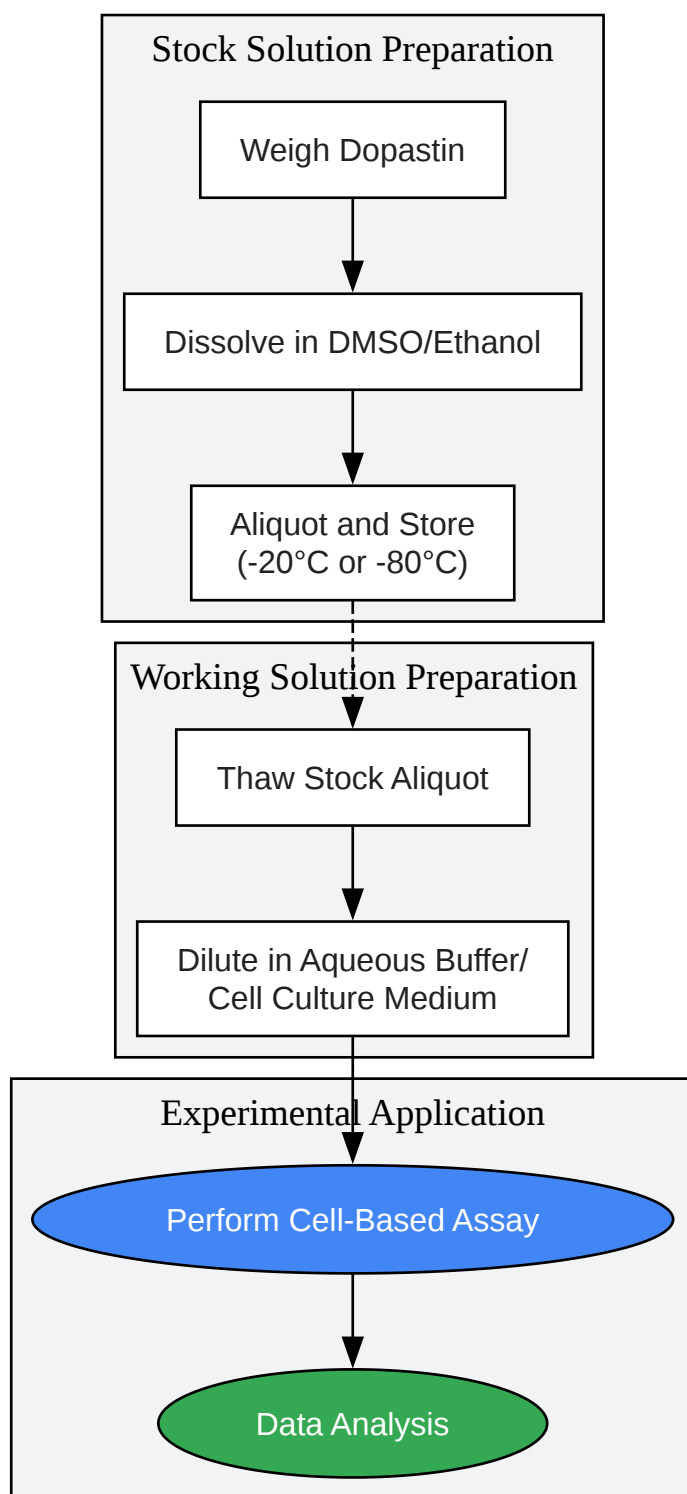 Stock Solution Preparation
Weigh Dopastin
Dissolve in DMSO/Ethanol
Aliquot and Store
(-20°C or -80°C)
Working Solution Preparation
Thaw Stock Aliquot
Dilute in Aqueous Buffer/
Cell Culture Medium
Experimental Application
Perform Cell-Based Assay
Data Analysis